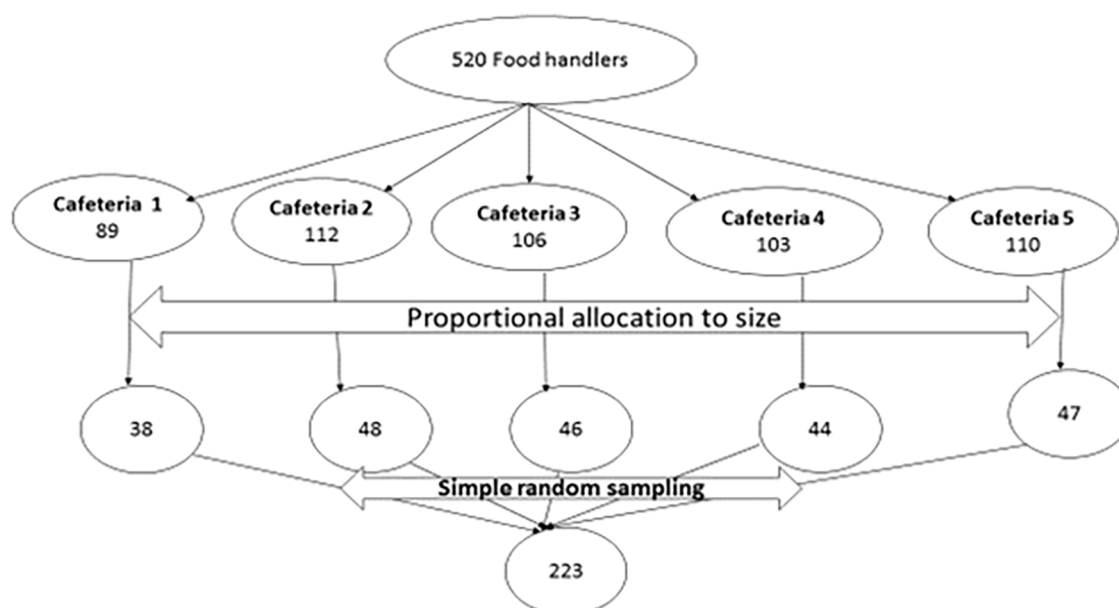 520 Food handlers
Cafeteria 1
89
Cafeteria 2
112
Cafeteria 3
106
Cafeteria 4
103
Cafeteria 5
110
Proportional allocation to size
38
48
46
44
47
Simple random sampling
223